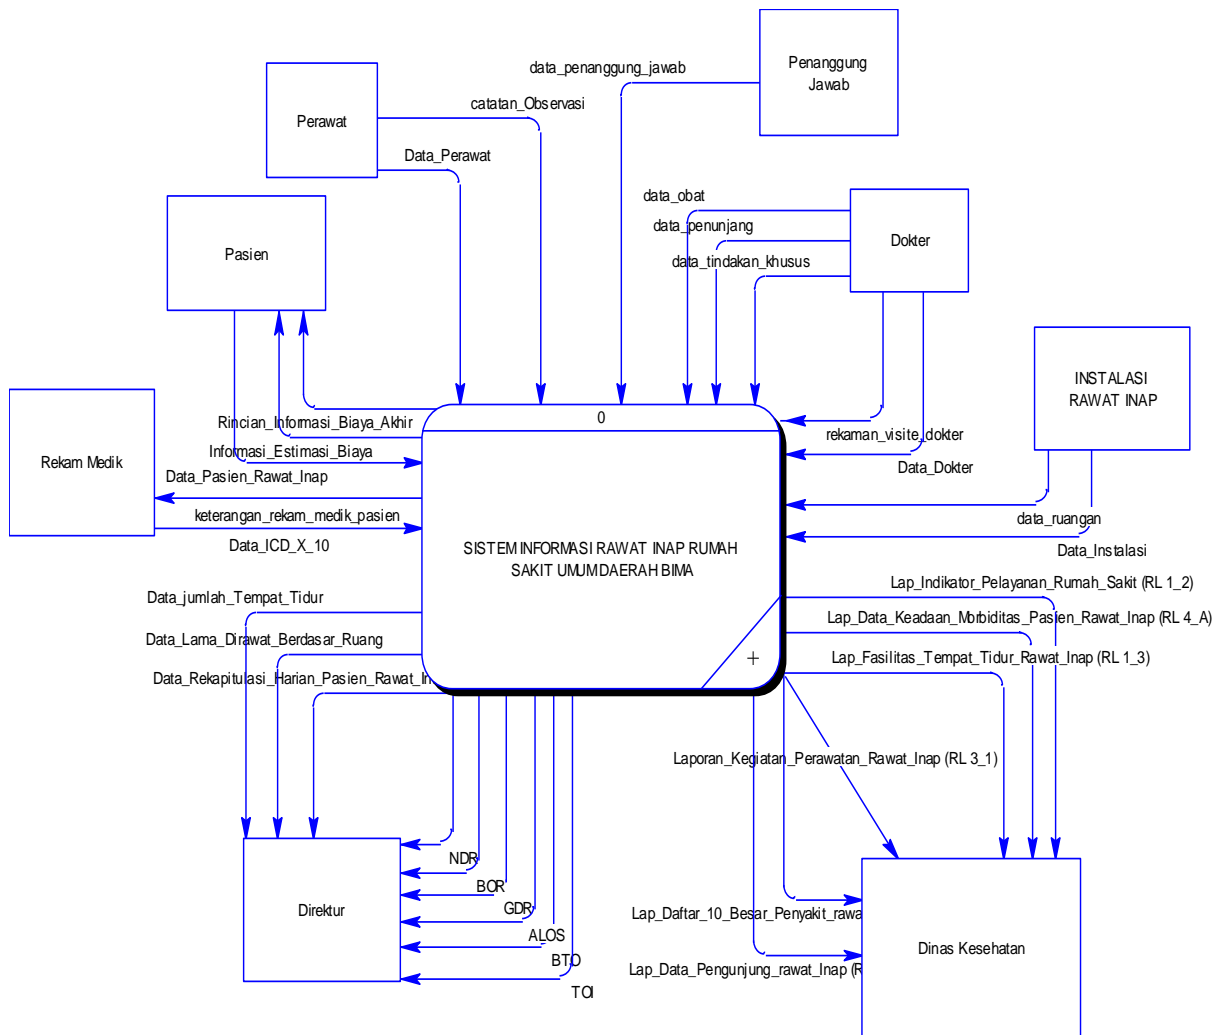 Penanggung
Jawab
data_penanggung_jawab
Perawat
catatan_Observasi
Data_Perawat
data_obat
data_penunjang
data_tindakan_khusus
Dokter
Pasien
INSTALASI
RAWAT INAP
Rekam Medik
Rincian_Informasi_Biaya_Akhir
Informasi_Estimasi_Biaya
Data_Pasien_Rawat_Inap
keterangan_rekam_medik_pasien
Data_ICD_X_10
0
SISTEM INFORMASI RAWAT INAP RUMAH
SAKIT UMUM DAERAH BIMA
+
rekaman_visite_dokter
Data_Dokter
data_ruangan
Data_Instalasi
Data_jumlah_Tempat_Tidur
Data_Lama_Dirawat_Berdasar_Ruang
Data_Rekapitulasi_Harian_Pasien_Rawat_In
Lap_Indikator_Pelayanan_Rumah_Sakit (RL 1_2)
Lap_Data_Keadaan_Morbiditas_Pasien_Rawat_Inap (RL 4_A)
Lap_Fasilitas_Tempat_Tidur_Rawat_Inap (RL 1_3)
Laporan_Kegiatan_Perawatan_Rawat_Inap (RL 3_1)
Direktur
NDR
BOR
GDR
ALOS
BTO
TOI
Lap_Daftar_10_Besar_Penyakit_rawa
Lap_Data_Pengunjung_rawat_Inap (R
Dinas Kesehatan